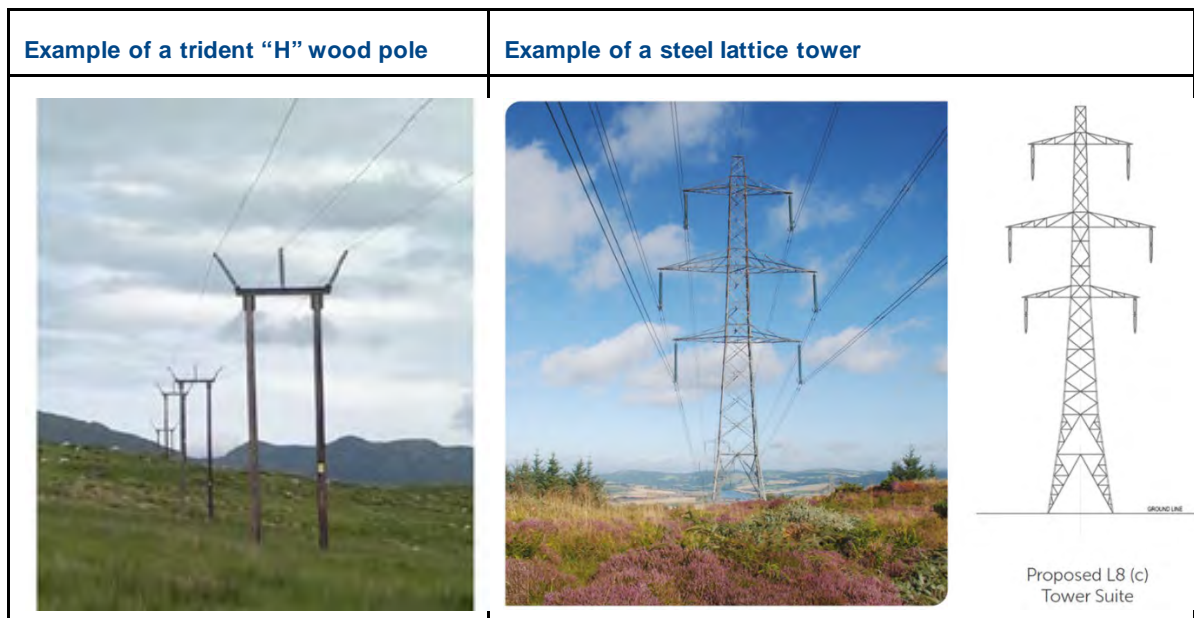 Example of a trident “H” wood pole
Example of a steel lattice tower
GROUND LINE
Proposed L8 (c)
Tower Suite